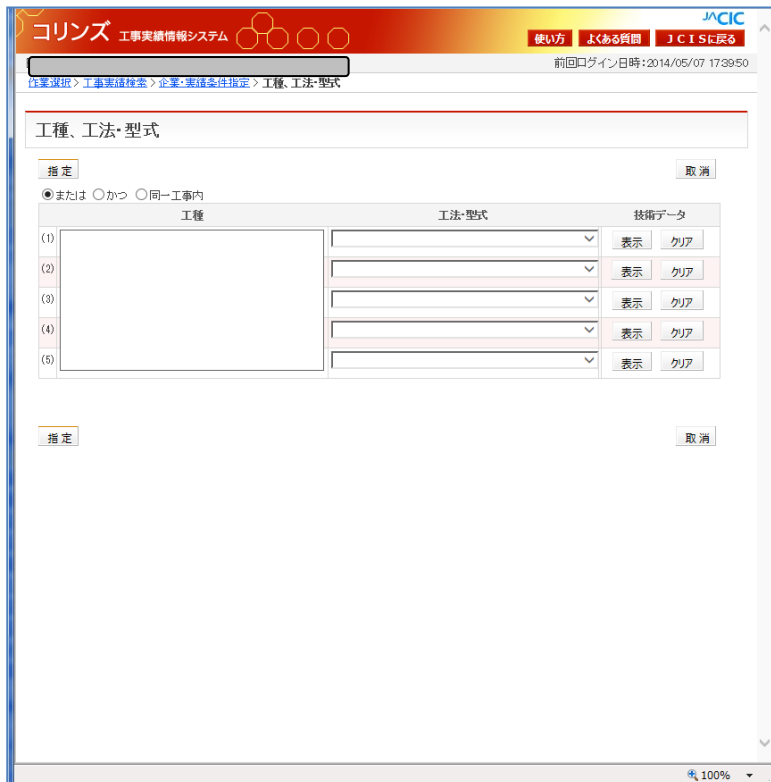 JACIC
コリンズ 工事実績情報システム
使い方 よくある質問 JCISに戻る
前回ログイン日時:2014/05/07 17:39:50
作業選択>工事実績検索>企業・実績条件指定>工種、工法・型式
工種、工法・型式
指定 取消
またば かつ 同一工事内
工種 工法・型式 技術データ
(1) 表示 クリア
(2) 表示 クリア
(3) 表示 クリア
(4) 表示 クリア
(5) 表示 クリア
指定 取消
100%